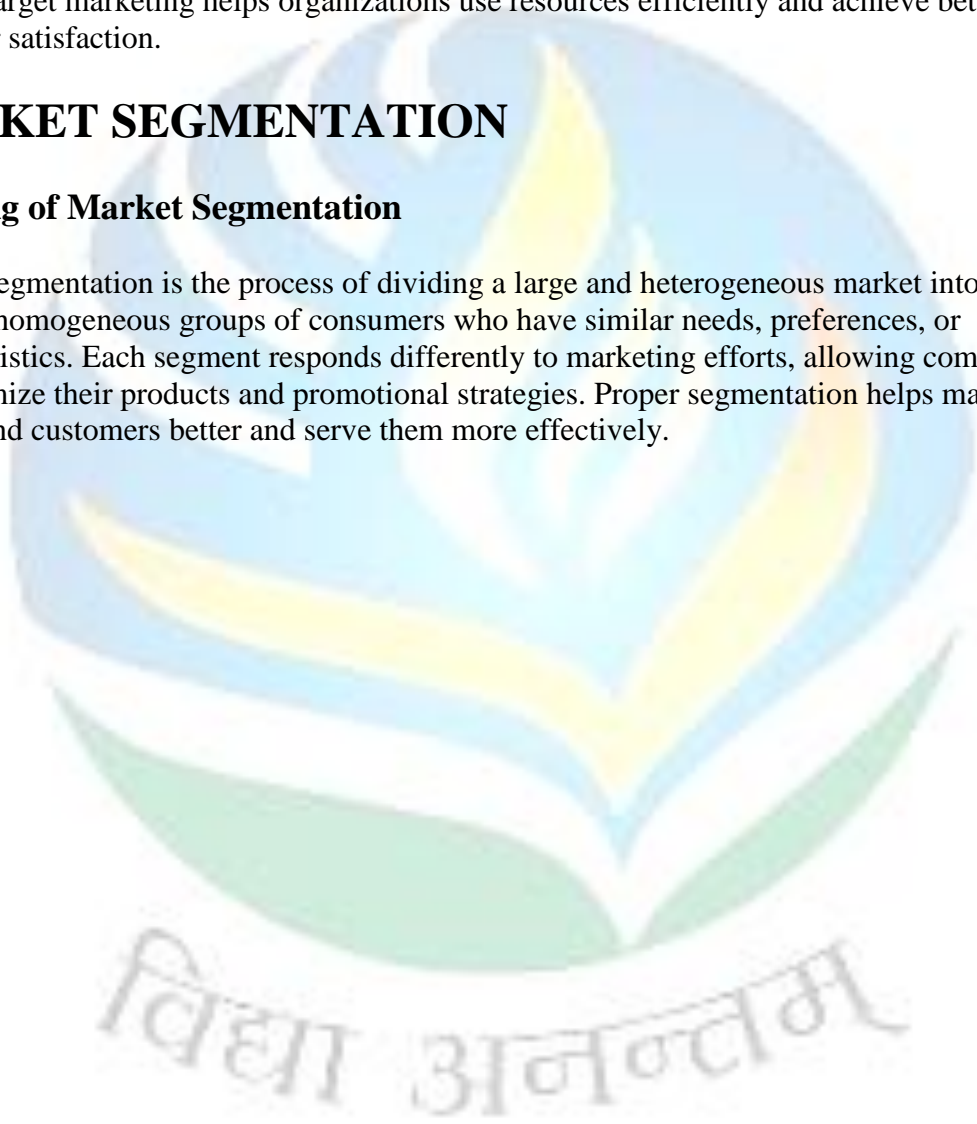 arget marketing helps organizations use resources efficiently and achieve bet
r satisfaction.
KET SEGMENTATION
g of Market Segmentation
egmentation is the process of dividing a large and heterogeneous market into
homogeneous groups of consumers who have similar needs, preferences, or
istics. Each segment responds differently to marketing efforts, allowing com
nize their products and promotional strategies. Proper segmentation helps ma
nd customers better and serve them more effectively.
विद्या अनन्तम्